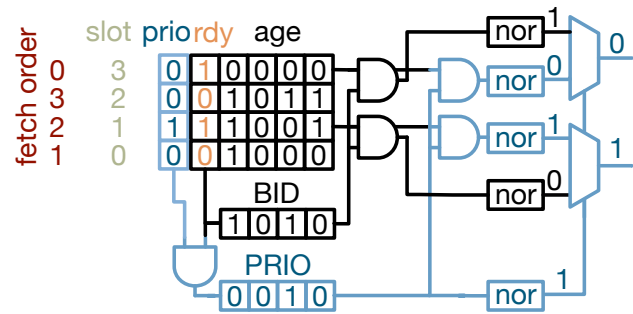 slot prio rdy age
fetch order
0 3 0 1 0 0 0 0
3 2 0 0 1 0 1 1
2 1 1 1 1 0 0 1
1 0 0 0 1 0 0 0
BID
1 0 1 0
PRIO
0 0 1 0
nor 1
nor 0
nor 1
nor 0
nor 1
0
1